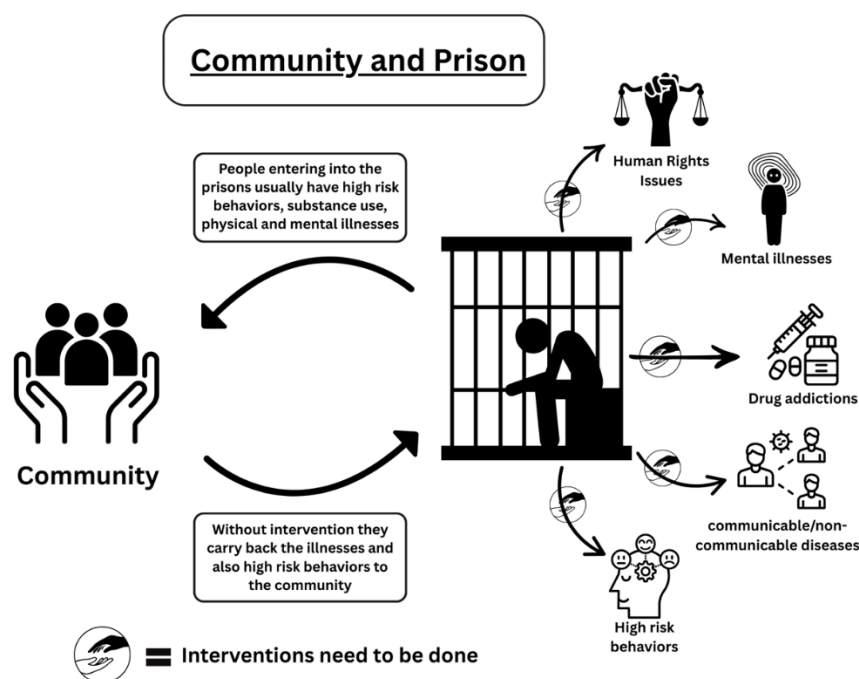 Community and Prison
People entering into the
prisons usually have high risk
behaviors, substance use,
physical and mental illnesses
Human Rights
Issues
Mental illnesses
Drug addictions
Community
communicable/non-
communicable diseases
Without intervention they
carry back the illnesses and
also high risk behaviors to
the community
High risk
behaviors
= Interventions need to be done